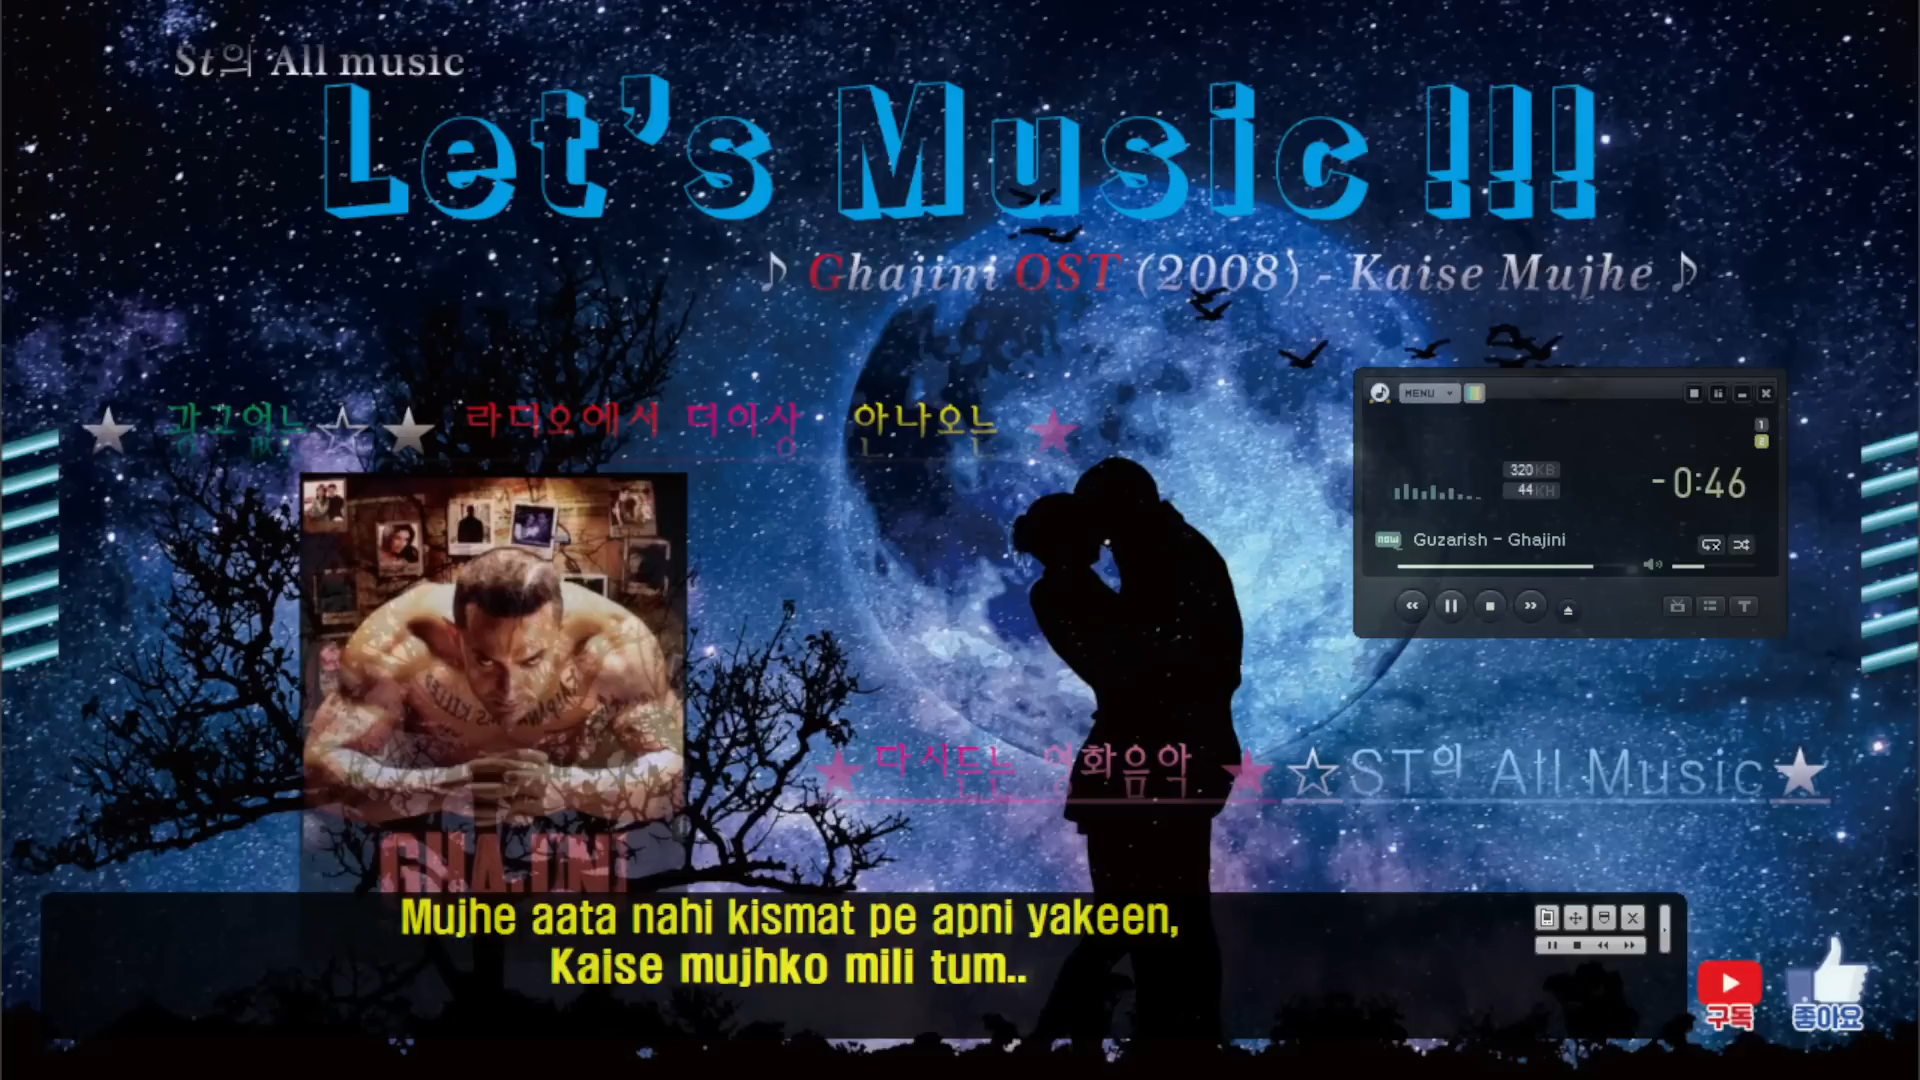 St의 All music
Let's Music !!!
♪ Ghajini OST (2008) - Kaise Mujhe ♪
★ 광고없는 ☆ ★ 라디오에서 더이상 안나오는 ★
MENU
1
2
320 KB
44 KH
-0:46
now
Guzarish - Ghajini
★ 다시듣는 영화음악 ★ ☆ST의 All Music★
GHAJINI
Mujhe aata nahi kismat pe apni yakeen,
Kaise mujhko mili tum..
구독
좋아요